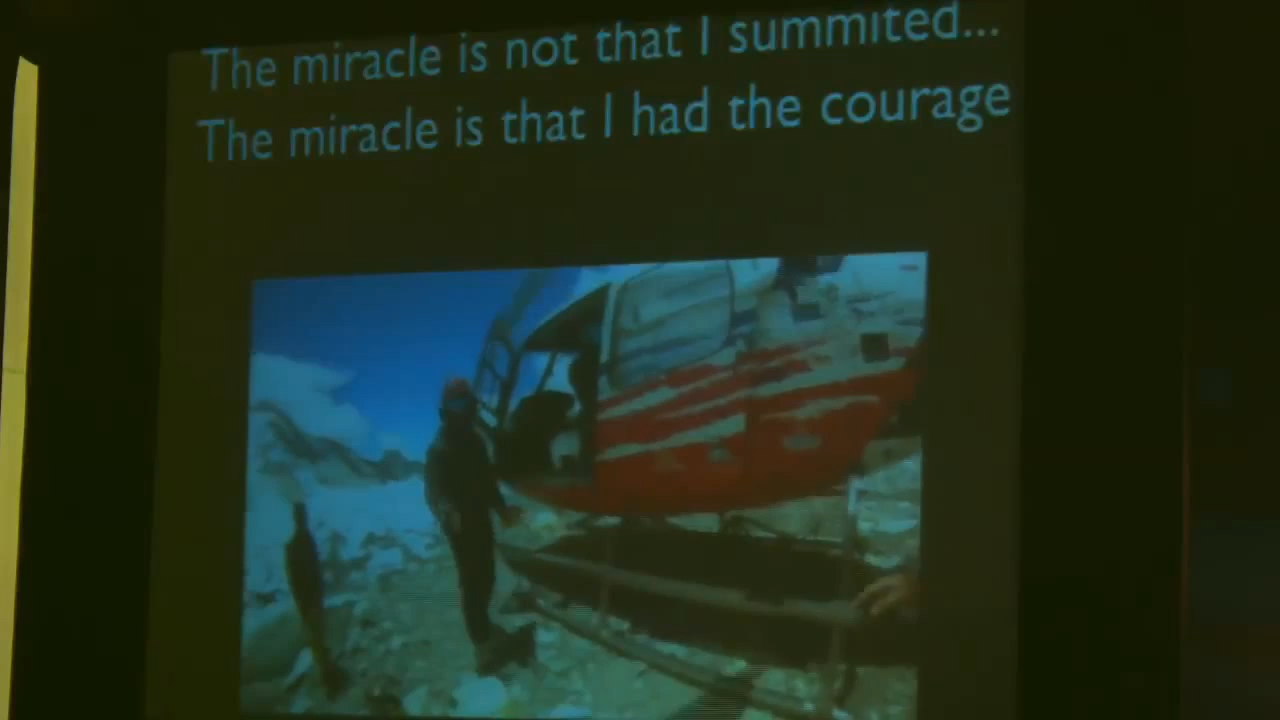 The miracle is not that I summited...
The miracle is that I had the courage